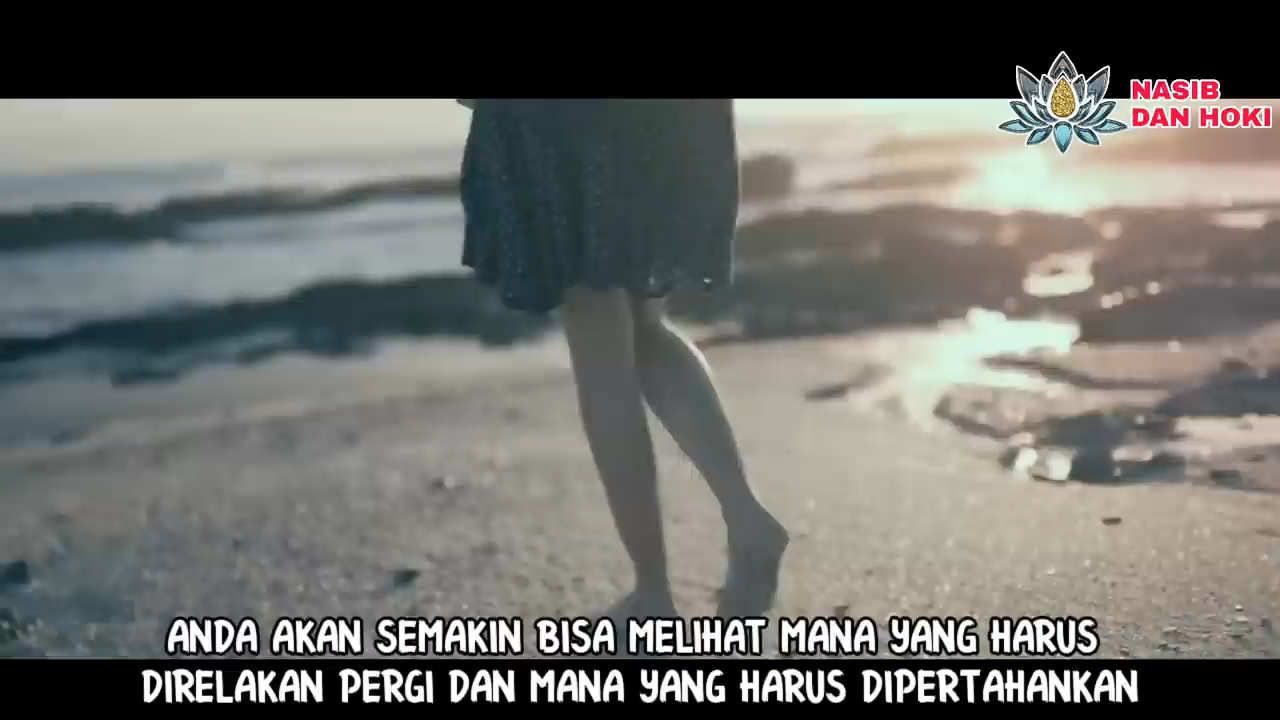 NASIB
DAN HOKI
ANDA AKAN SEMAKIN BISA MELIHAT MANA YANG HARUS
DIRELAKAN PERGI DAN MANA YANG HARUS DIPERTAHANKAN